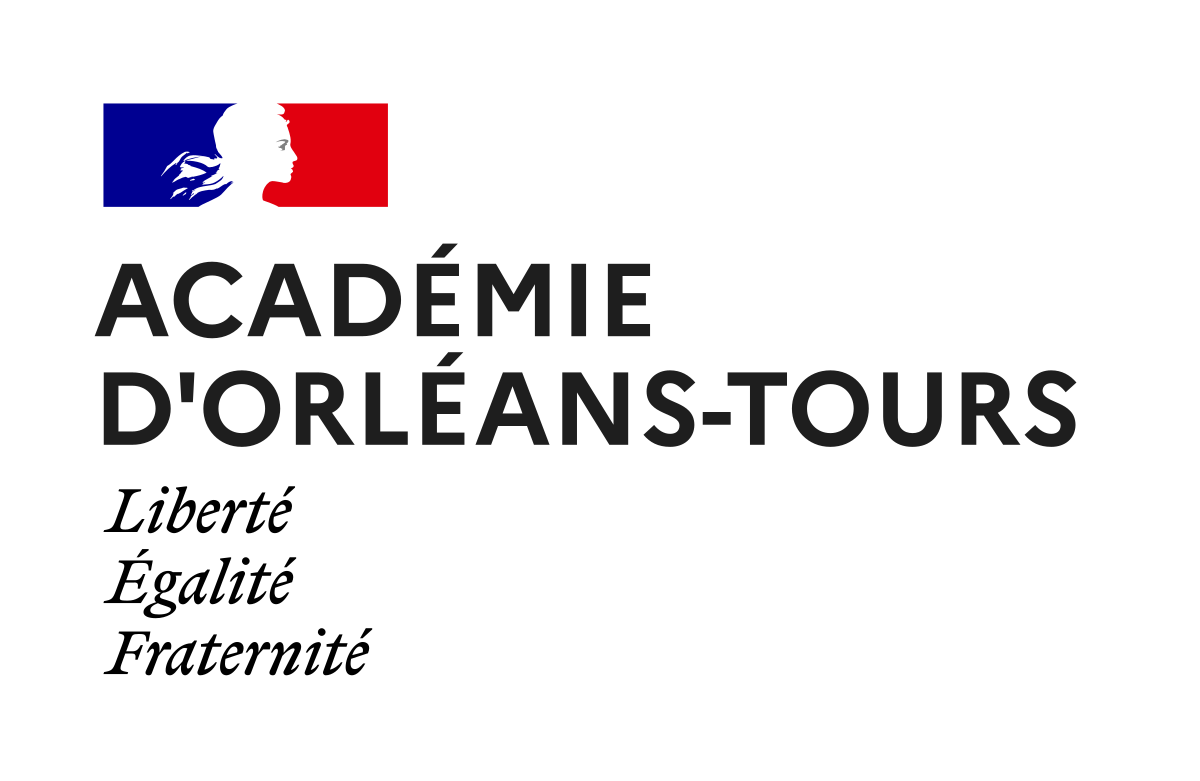 ACADÉMIE
D'ORLÉANS-TOURS
Liberté
Égalité
Fraternité